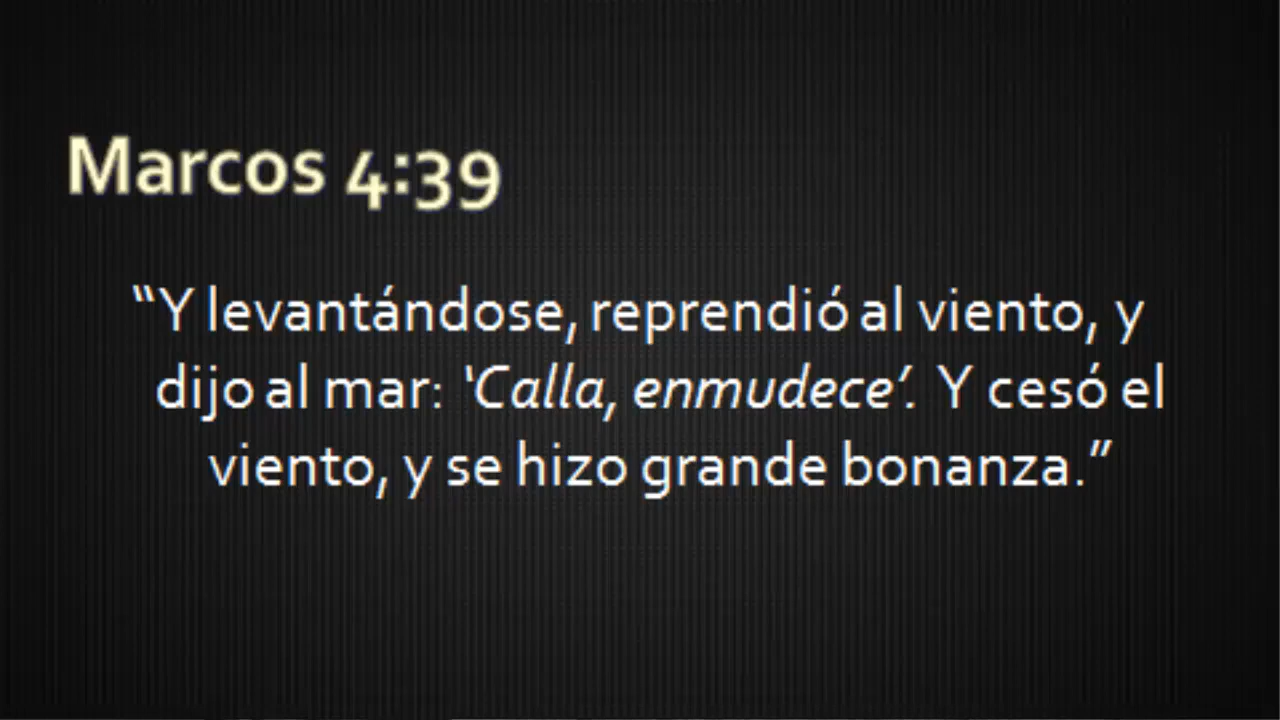 Marcos 4:39
“Y levantándose, reprendió al viento, y
dijo al mar: ‘Calla, enmudece’. Y cesó el
viento, y se hizo grande bonanza.”